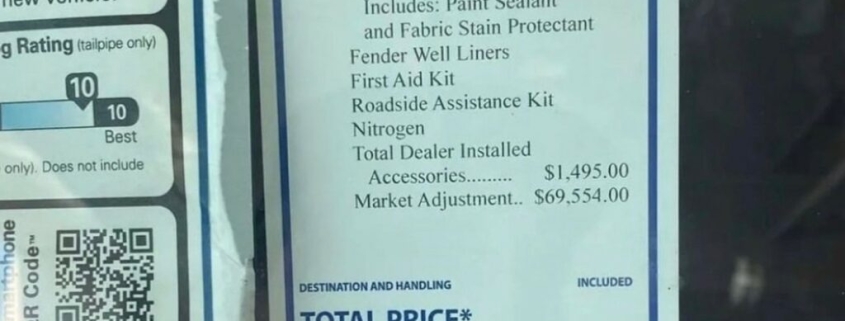 g Rating (tailpipe only)
10
10
Best
only). Does not include
martphone
R Code™
Includes: Paint Sealant
and Fabric Stain Protectant
Fender Well Liners
First Aid Kit
Roadside Assistance Kit
Nitrogen
Total Dealer Installed
Accessories......... $1,495.00
Market Adjustment.. $69,554.00
DESTINATION AND HANDLING INCLUDED
TOTAL PRICE*